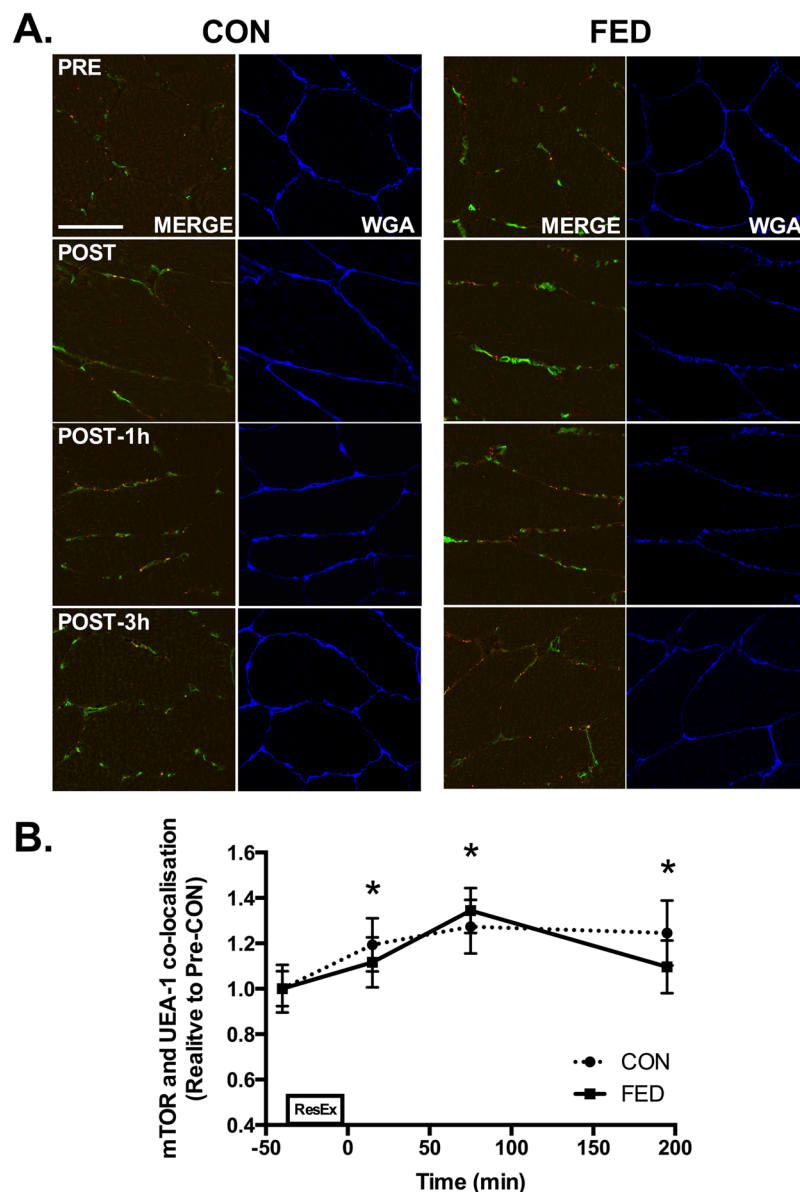 A.
CON
FED
PRE
MERGE
WGA
MERGE
WGA
POST
POST-1h
POST-3h
B.
mTOR and UEA-1 co-localisation
(Realitve to Pre-CON)
1.6
1.4
1.2
1.0
0.8
0.6
0.4
*
*
*
CON
FED
ResEx
-50
0
50
100
150
200
Time (min)